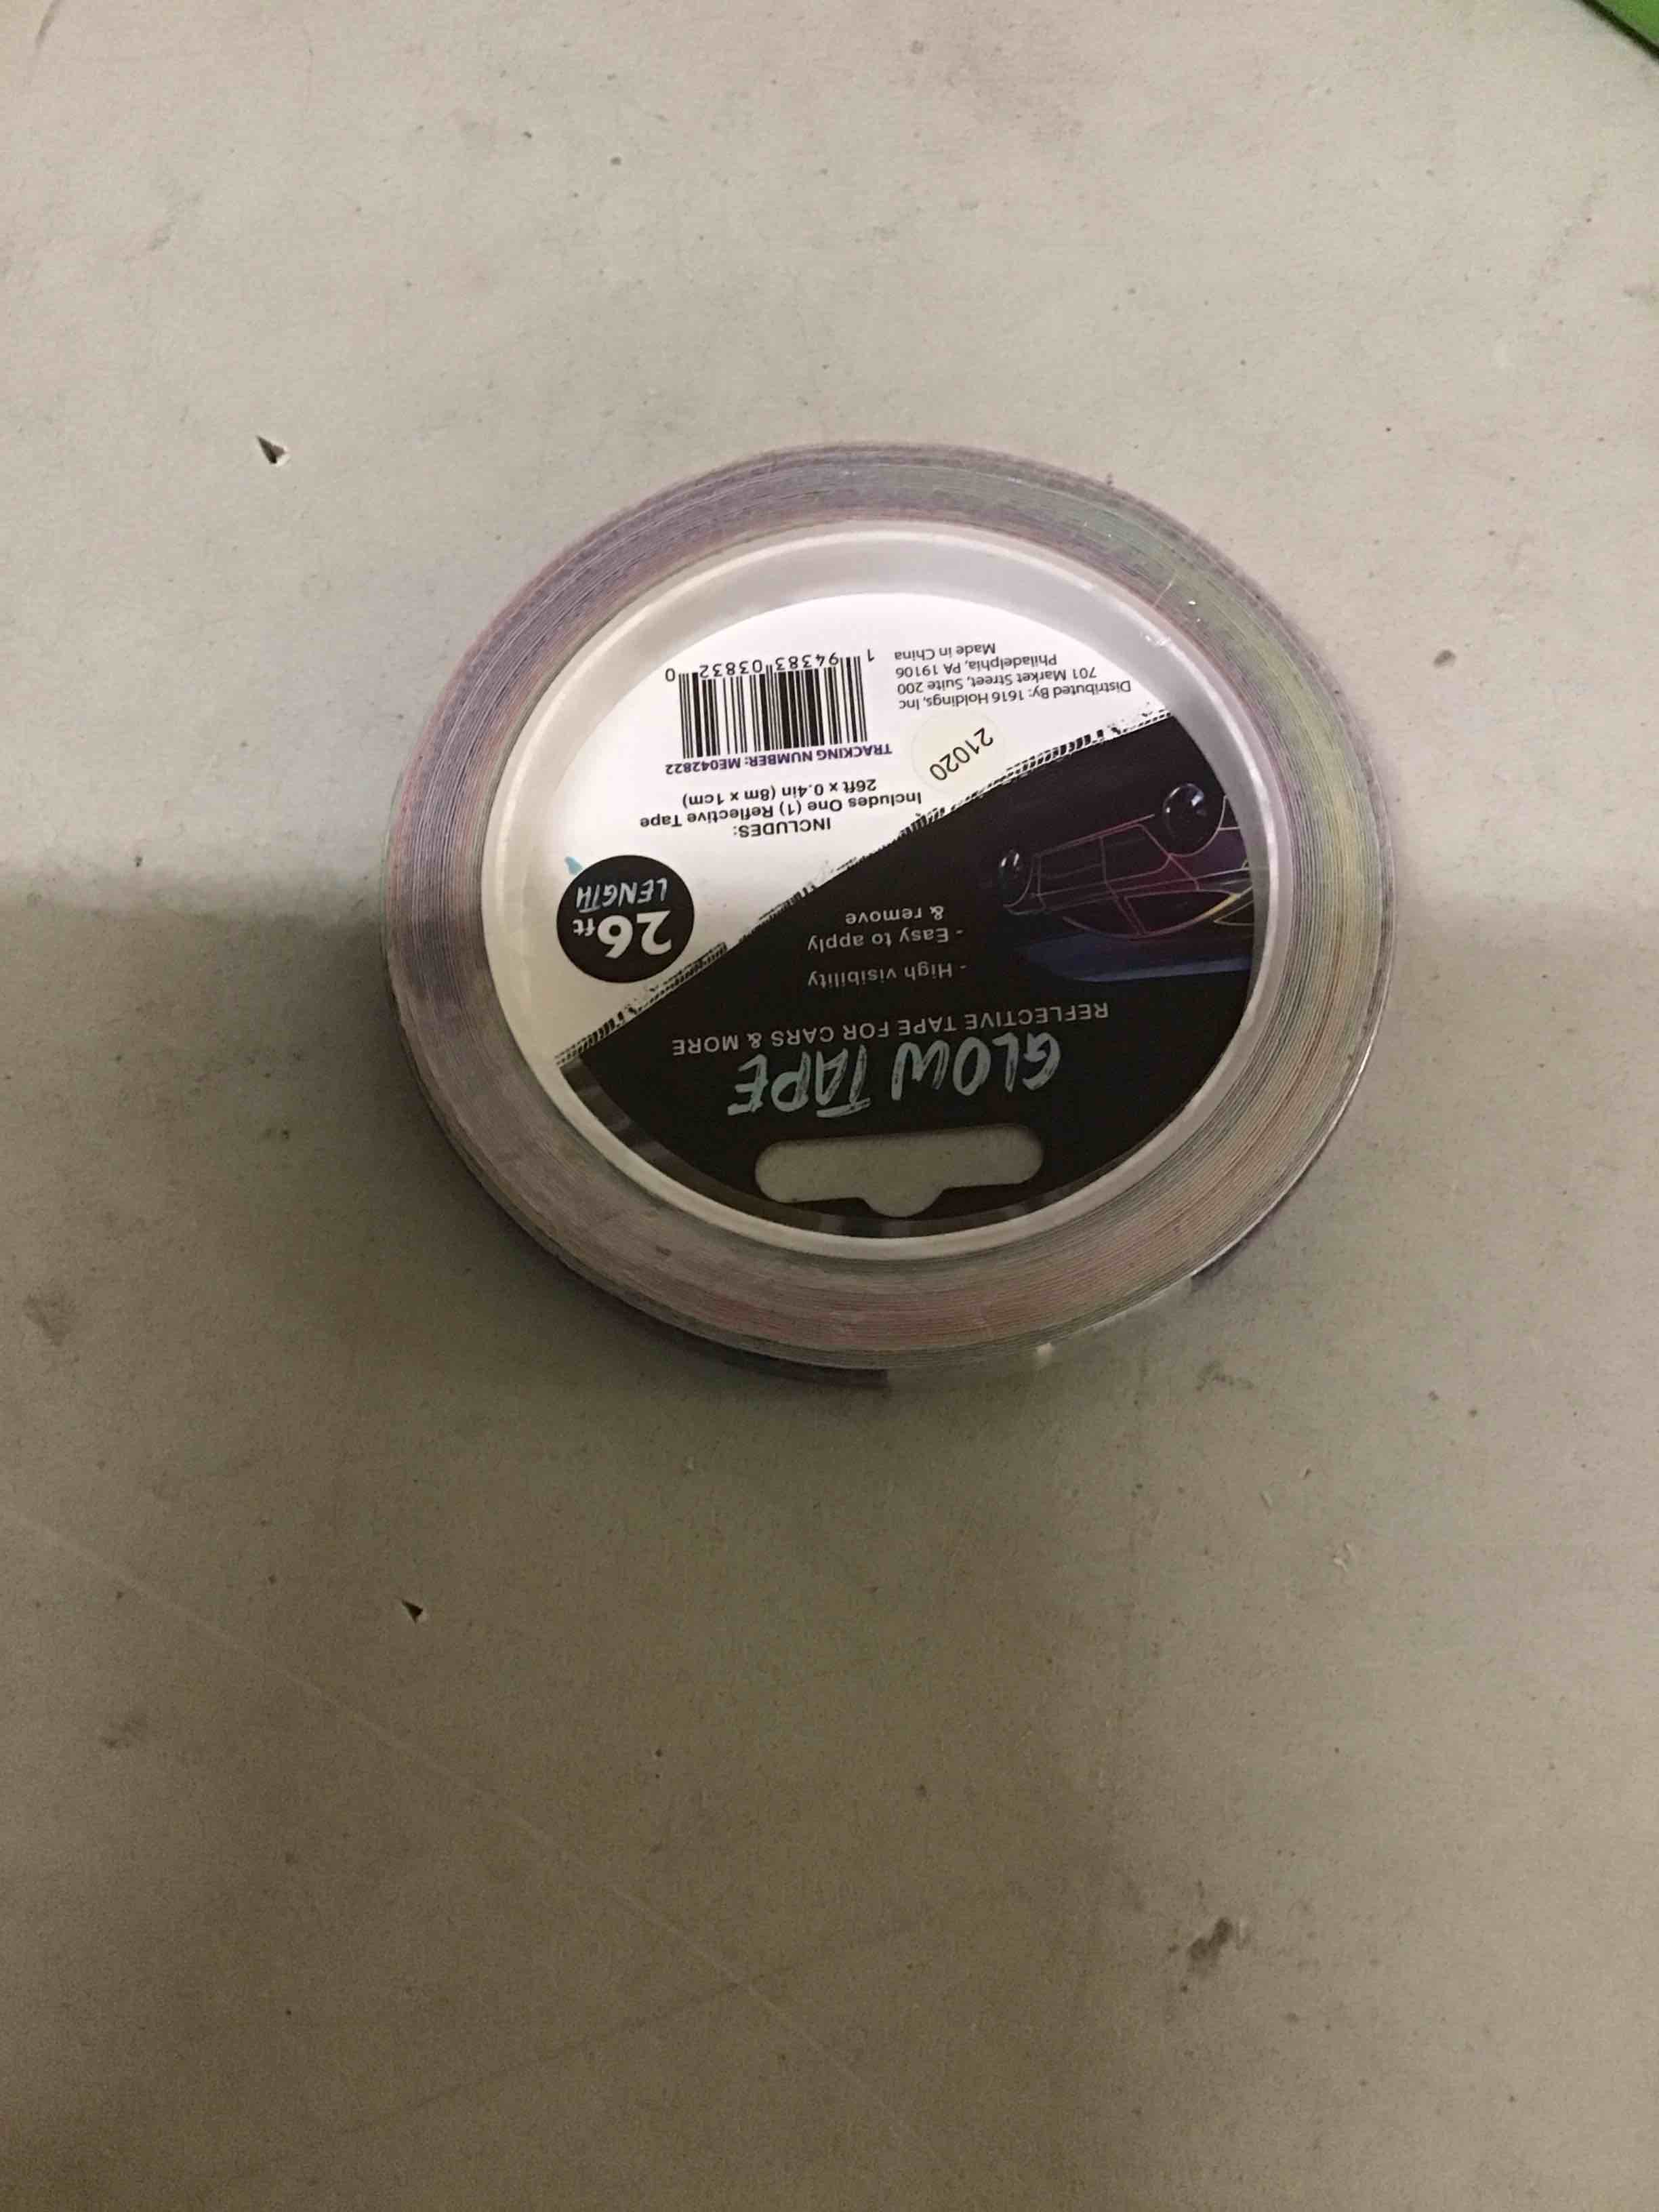 GLOW TAPE
REFLECTIVE TAPE FOR CARS & MORE
- High visibility
- Easy to apply
& remove
26ft
LENGTH
INCLUDES:
Includes One (1) Reflective Tape
26ft x 0.4in (8m x 1cm)
TRACKING NUMBER: ME042822
1 94383 03832 0
21020
Distributed By: 1616 Holdings, Inc
701 Market Street, Suite 200
Philadelphia, PA 19106
Made in China